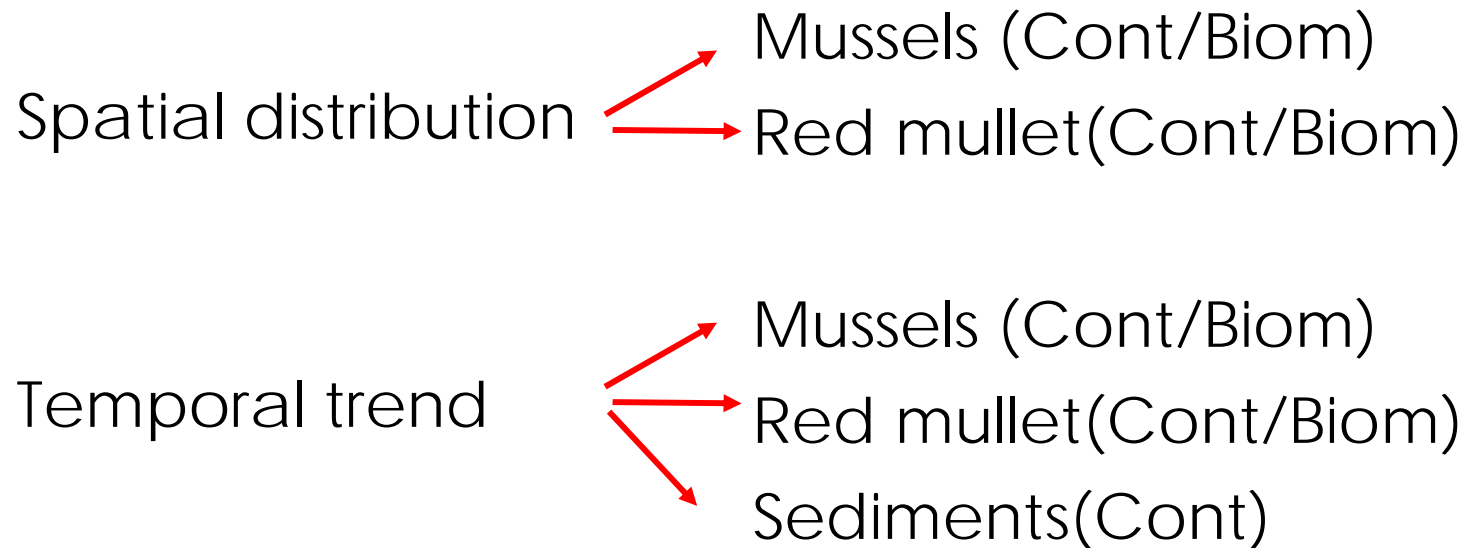 Spatial distribution
Mussels (Cont/Biom)
Red mullet(Cont/Biom)
Temporal trend
Mussels (Cont/Biom)
Red mullet(Cont/Biom)
Sediments(Cont)